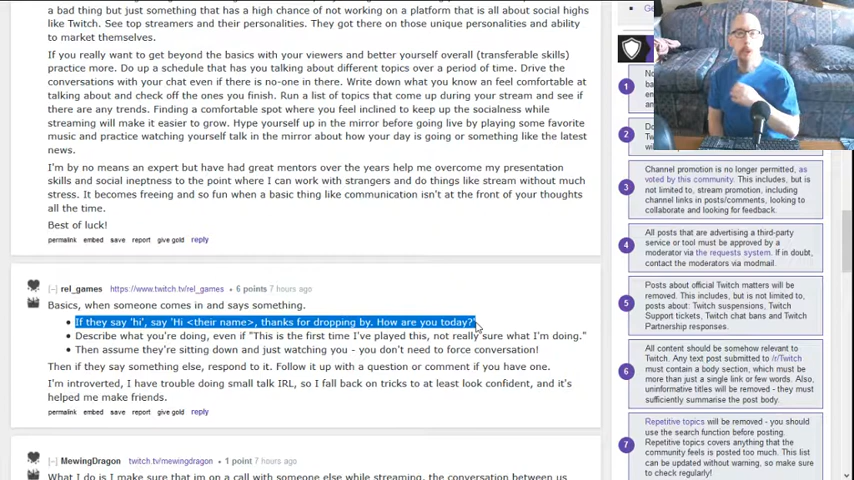 a bad thing but just something that has a high chance of not working on a platform that is all about social highs
like Twitch. See top streamers and their personalities. They got there on those unique personalities and ability
to market themselves.
If you really want to get beyond the basics with your viewers and better yourself overall (transferable skills)
practice more. Do up a schedule that has you talking about different topics over a period of time. Drive the
conversations with your chat even if there is no-one in there. Write down what you know an feel comfortable at
talking about and check off the ones you finish. Run a list of topics that come up during your stream and see if
there are any trends. Finding a comfortable spot where you feel inclined to keep up the socialness while
streaming will make it easier to grow. Hype yourself up in the mirror before going live by playing some favorite
music and practice watching yourself talk in the mirror about how your day is going or something like the latest
news.
I'm by no means an expert but have had great mentors over the years help me overcome my presentation
skills and social ineptness to the point where I can work with strangers and do things like stream without much
stress. It becomes freeing and so fun when a basic thing like communication isn't at the front of your thoughts
all the time.
Best of luck!
permalink embed save report give gold reply
[–] rel_games https://www.twitch.tv/rel_games • 6 points 7 hours ago
Basics, when someone comes in and says something.
• If they say 'hi', say 'Hi <their name>, thanks for dropping by. How are you today?'
• Describe what you're doing, even if "This is the first time I've played this, not really sure what I'm doing."
• Then assume they're sitting down and just watching you - you don't need to force conversation!
Then if they say something else, respond to it. Follow it up with a question or comment if you have one.
I'm introverted, I have trouble doing small talk IRL, so I fall back on tricks to at least look confident, and it's
helped me make friends.
permalink embed save report give gold reply
[–] MewingDragon twitch.tv/mewingdragon • 1 point 7 hours ago
What I do is I make sure that im on a call with someone else while streaming, the conversation between us
1
2
3
Channel promotion is no longer permitted, as
voted by this community. This includes, but is
not limited to, stream promotion, including
channel links in posts/comments, looking to
collaborate and looking for feedback.
4
All posts that are advertising a third-party
service or tool must be approved by a
moderator via the requests system. If in doubt,
contact the moderators via modmail.
5
Posts about official Twitch matters will be
removed. This includes, but is not limited to,
posts about: Twitch suspensions, Twitch
Support tickets, Twitch chat bans and Twitch
Partnership responses.
6
All content should be somehow relevant to
Twitch. Any text post submitted to /r/Twitch
must contain a body section, which must be
more than just a single link or few words. Also,
uninformative titles will be removed - they must
sufficiently summarise the post body.
7
Repetitive topics will be removed - you should
use the search function before posting.
Repetitive topics covers anything that the
community feels is posted too much. This list
can be updated without warning, so make sure
to check regularly!